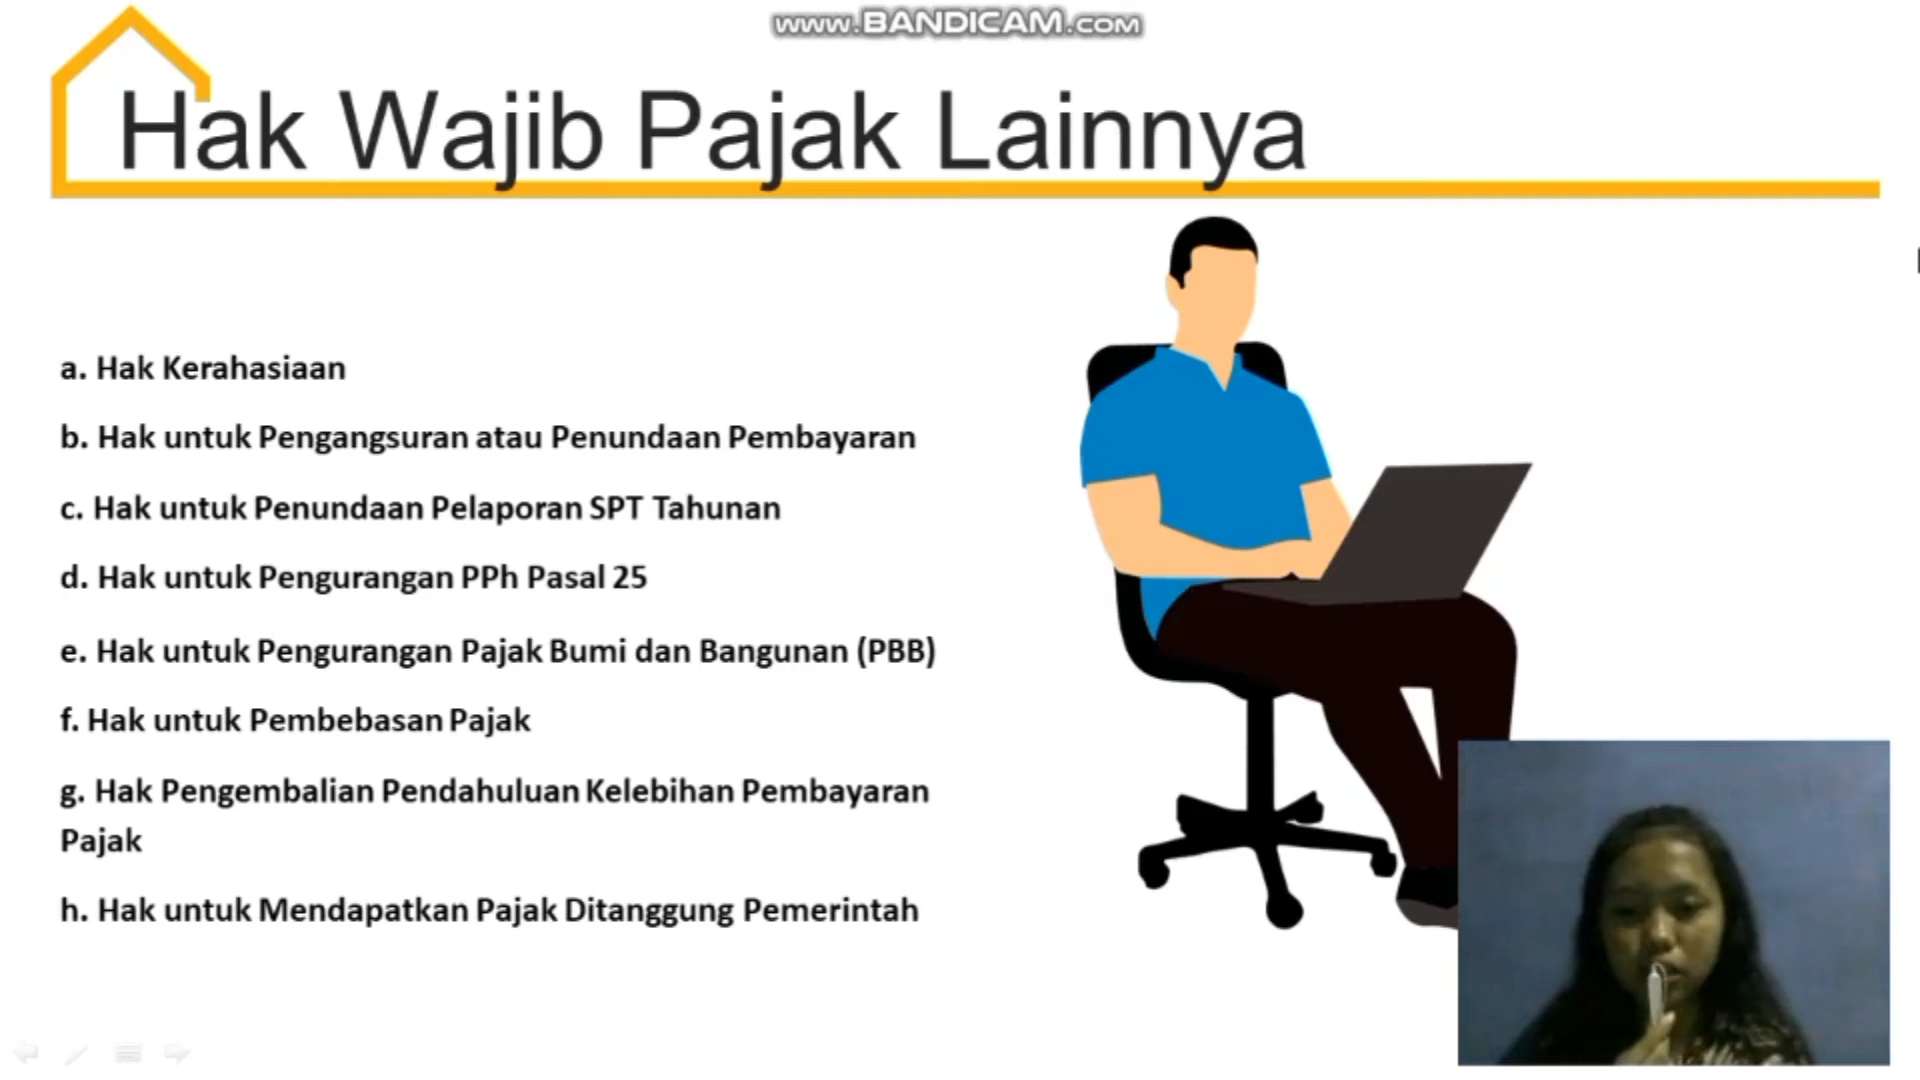 www.BANDICAM.com
Hak Wajib Pajak Lainnya
a. Hak Kerahasiaan
b. Hak untuk Pengangsuran atau Penundaan Pembayaran
c. Hak untuk Penundaan Pelaporan SPT Tahunan
d. Hak untuk Pengurangan PPh Pasal 25
e. Hak untuk Pengurangan Pajak Bumi dan Bangunan (PBB)
f. Hak untuk Pembebasan Pajak
g. Hak Pengembalian Pendahuluan Kelebihan Pembayaran
Pajak
h. Hak untuk Mendapatkan Pajak Ditanggung Pemerintah